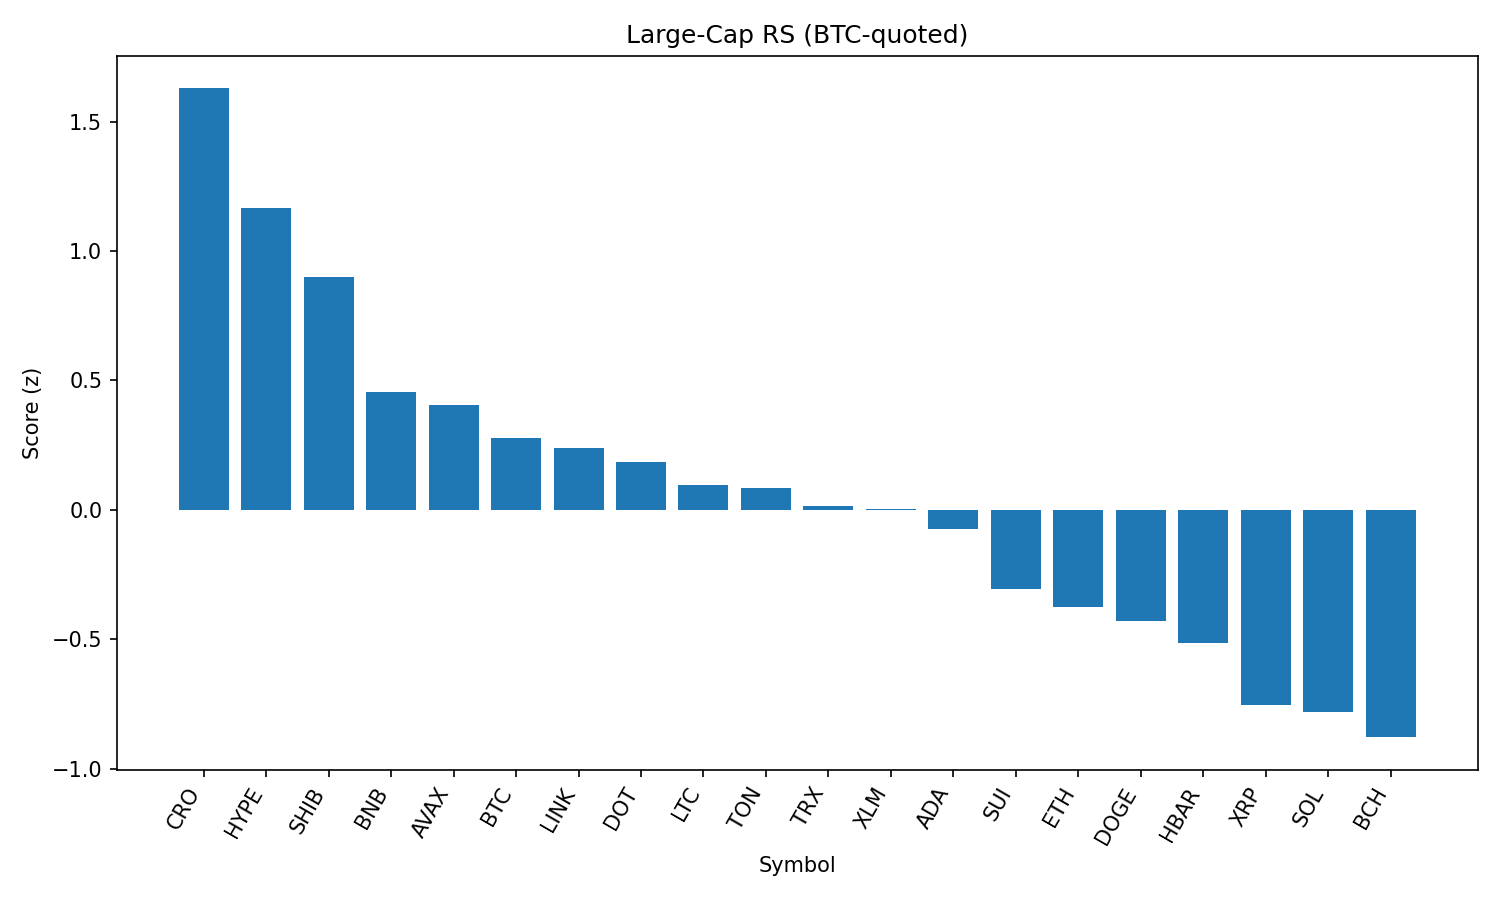 Large-Cap RS (BTC-quoted)
Score (z)
1.5
1.0
0.5
0.0
−0.5
−1.0
CRO
HYPE
SHIB
BNB
AVAX
BTC
LINK
DOT
LTC
TON
TRX
XLM
ADA
SUI
ETH
DOGE
HBAR
XRP
SOL
BCH
Symbol